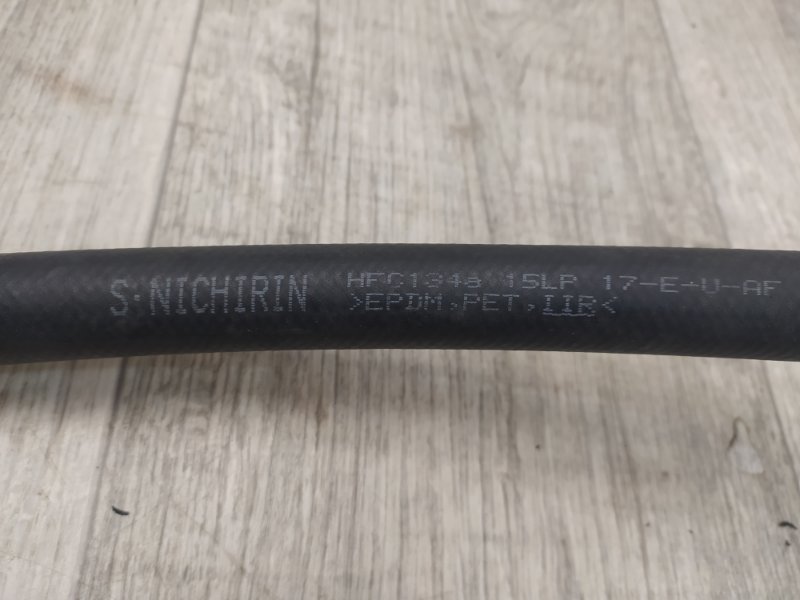 S·NICHIRIN
HFC134a 15LP 17-E-U-AF
>EPDM,PET,IIR<